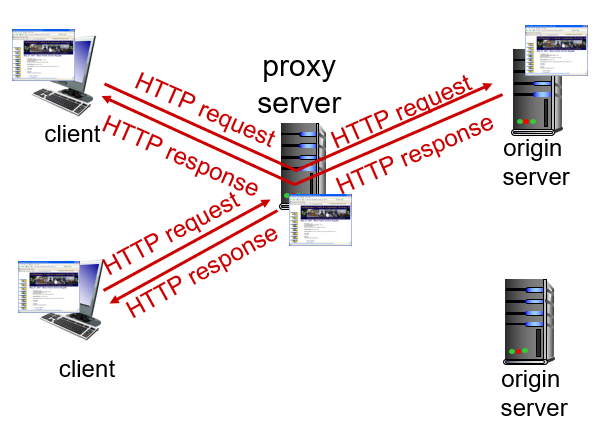 proxy
server
client
HTTP request
HTTP response
HTTP request
HTTP response
origin
server
HTTP request
HTTP response
client
origin
server